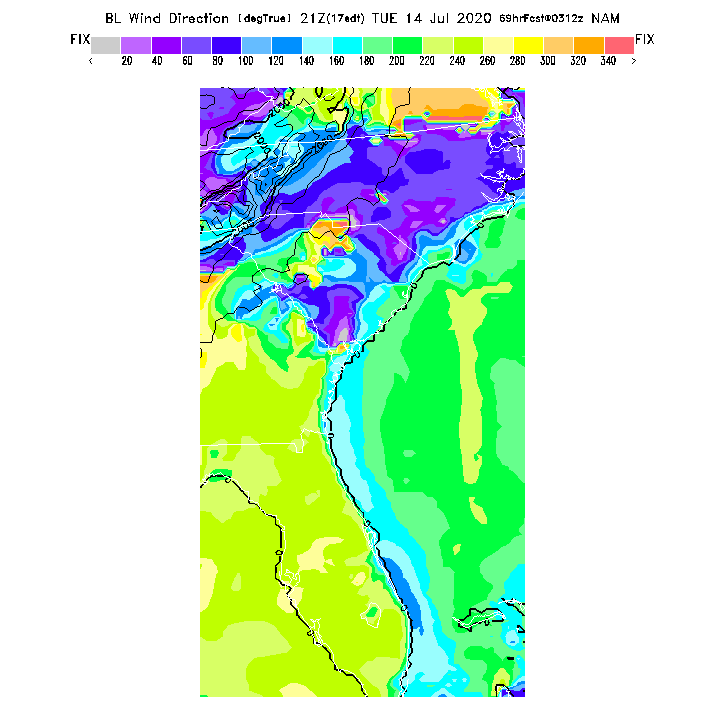 BL Wind Direction [degTrue] 21Z(17edt) TUE 14 Jul 2020 69hrFcst@0312z NAM
FIX FIX
< 20 40 60 80 100 120 140 160 180 200 220 240 260 280 300 320 340 >